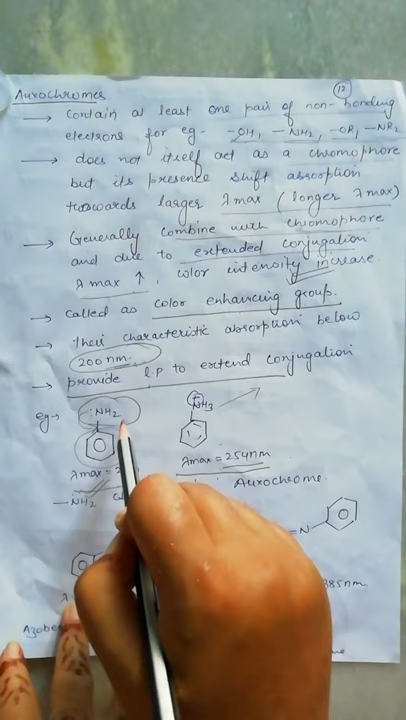 Auxochromes
12
→ Contain at least one pair of non-bonding
electrons for eg- -OH, -NH2, -OR, -NR2
→ does not itself act as a chromophore
but its presence shift absorption
towards larger λmax (longer λmax)
→ Generally combine with chromophore
and due to extended conjugation
λmax ↑, color intensity increase.
→ Called as color enhancing group.
→ Their characteristic absorption below
200 nm.
→ provide l.p to extend conjugation
eg→ :NH2
+
NH3
λmax = 2
λmax = 254nm
-NH2
Auxochrome.
=N-
385nm